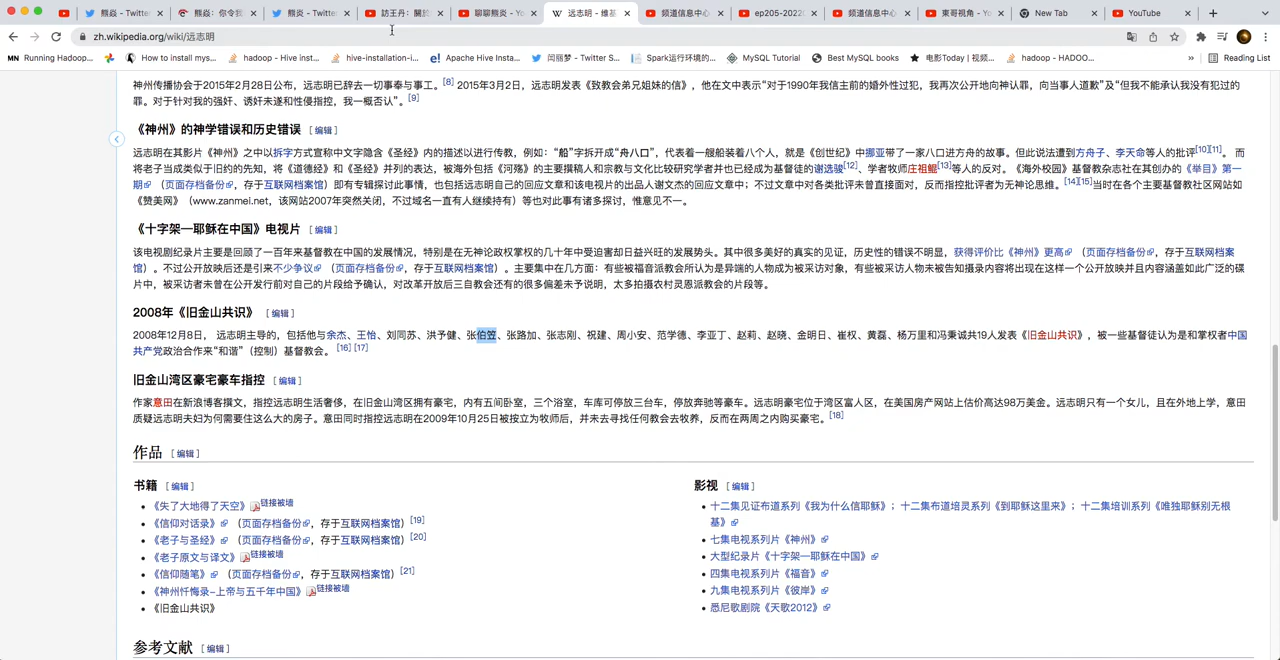 熊焱 - Twitter
熊焱：你令我
熊焱 - Twitter
訪王丹：關於
聊聊熊炎 - Yo
远志明 - 维基
频道信息中心
ep205-2022
频道信息中心
東哥视角 - Yo
New Tab
YouTube
zh.wikipedia.org/wiki/远志明
MN Running Hadoop...
How to install mys...
hadoop - Hive inst...
hive-installation-i...
e! Apache Hive Insta...
闫丽梦 - Twitter S...
Spark运行环境的...
MySQL Tutorial
Best MySQL books
电影Today | 视频...
hadoop - HADOO...
»
Reading List
神州传播协会于2015年2月28日公布，远志明已辞去一切事奉与事工。[8] 2015年3月2日，远志明发表《致教会弟兄姐妹的信》，他在文中表示“对于1990年我信主前的婚外性过犯，我再次公开地向神认罪，向当事人道歉”及“但我不能承认我没有犯过的
罪。对于针对我的强奸、诱奸未遂和性侵指控，我一概否认”。[9]
《神州》的神学错误和历史错误 [编辑]
远志明在其影片《神州》之中以拆字方式宣称中文字隐含《圣经》内的描述以进行传教，例如：“船”字拆开成“舟八口”，代表着一艘船装着八个人，就是《创世纪》中挪亚带了一家八口进方舟的故事。但此说法遭到方舟子、李天命等人的批评[10][11]。 而
将老子当成类似于旧约的先知，将《道德经》和《圣经》并列的表达，被海外包括《河殇》的主要撰稿人和宗教与文化比较研究学者并也已经成为基督徒的谢选骏[12]、学者牧师庄祖鲲[13]等人的反对。《海外校园》基督教杂志社在其创办的《举目》第一
期（页面存档备份，存于互联网档案馆）即有专辑探讨此事情，也包括远志明自己的回应文章和该电视片的出品人谢文杰的回应文章中；不过文章中对各类批评未曾直接面对，反而指控批评者为无神论思维。[14][15]当时在各个主要基督教社区网站如
《赞美网》（www.zanmei.net，该网站2007年突然关闭，不过域名一直有人继续持有）等也对此事有诸多探讨，惟意见不一。
《十字架—耶稣在中国》电视片 [编辑]
该电视剧纪录片主要是回顾了一百年来基督教在中国的发展情况，特别是在无神论政权掌权的几十年中受迫害却日益兴旺的发展势头。其中很多美好的真实的见证，历史性的错误不明显，获得评价比《神州》更高（页面存档备份，存于互联网档案
馆）。不过公开放映后还是引来不少争议（页面存档备份，存于互联网档案馆）。主要集中在几方面：有些被福音派教会所认为是异端的人物成为被采访对象，有些被采访人物未被告知摄录内容将出现在这样一个公开放映并且内容涵盖如此广泛的碟
片中，被采访者未曾在公开发行前对自己的片段给予确认，对改革开放后三自教会还有的很多偏差未予说明，太多拍摄农村灵恩派教会的片段等。
2008年《旧金山共识》 [编辑]
2008年12月8日， 远志明主导的，包括他与余杰、王怡、刘同苏、洪予健、张伯笠、张路加、张志刚、祝建、周小安、范学德、李亚丁、赵莉、赵晓、金明日、崔权、黄磊、杨万里和冯秉诚共19人发表《旧金山共识》，被一些基督徒认为是和掌权者中国
共产党政治合作来“和谐”（控制）基督教会。[16] [17]
旧金山湾区豪宅豪车指控 [编辑]
作家意田在新浪博客撰文，指控远志明生活奢侈，在旧金山湾区拥有豪宅，内有五间卧室，三个浴室，车库可停放三台车，停放奔驰等豪车。远志明豪宅位于湾区富人区，在美国房产网站上估价高达98万美金。远志明只有一个女儿，且在外地上学，意田
质疑远志明夫妇为何需要住这么大的房子。意田同时指控远志明在2009年10月25日被按立为牧师后，并未去寻找任何教会去牧养，反而在两周之内购买豪宅。[18]
作品 [编辑]
书籍 [编辑]
《失了大地得了天空》链接被墙
《信仰对话录》（页面存档备份，存于互联网档案馆）[19]
《老子与圣经》（页面存档备份，存于互联网档案馆）[20]
《老子原文与译文》链接被墙
《信仰随笔》（页面存档备份，存于互联网档案馆）[21]
《神州忏悔录–上帝与五千年中国》链接被墙
《旧金山共识》
影视 [编辑]
十二集见证布道系列《我为什么信耶稣》；十二集布道培灵系列《到耶稣这里来》；十二集培训系列《唯独耶稣别无根
基》
七集电视系列片《神州》
大型纪录片《十字架—耶稣在中国》
四集电视系列片《福音》
九集电视系列片《彼岸》
悉尼歌剧院《天歌2012》
参考文献 [编辑]